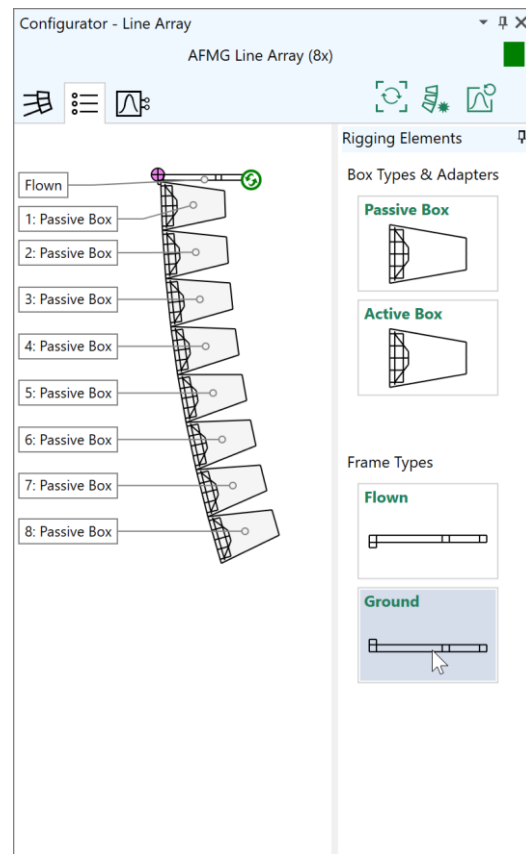 Configurator - Line Array
AFMG Line Array (8x)
Rigging Elements
Box Types & Adapters
Passive Box
Active Box
Frame Types
Flown
Ground
Flown
1: Passive Box
2: Passive Box
3: Passive Box
4: Passive Box
5: Passive Box
6: Passive Box
7: Passive Box
8: Passive Box